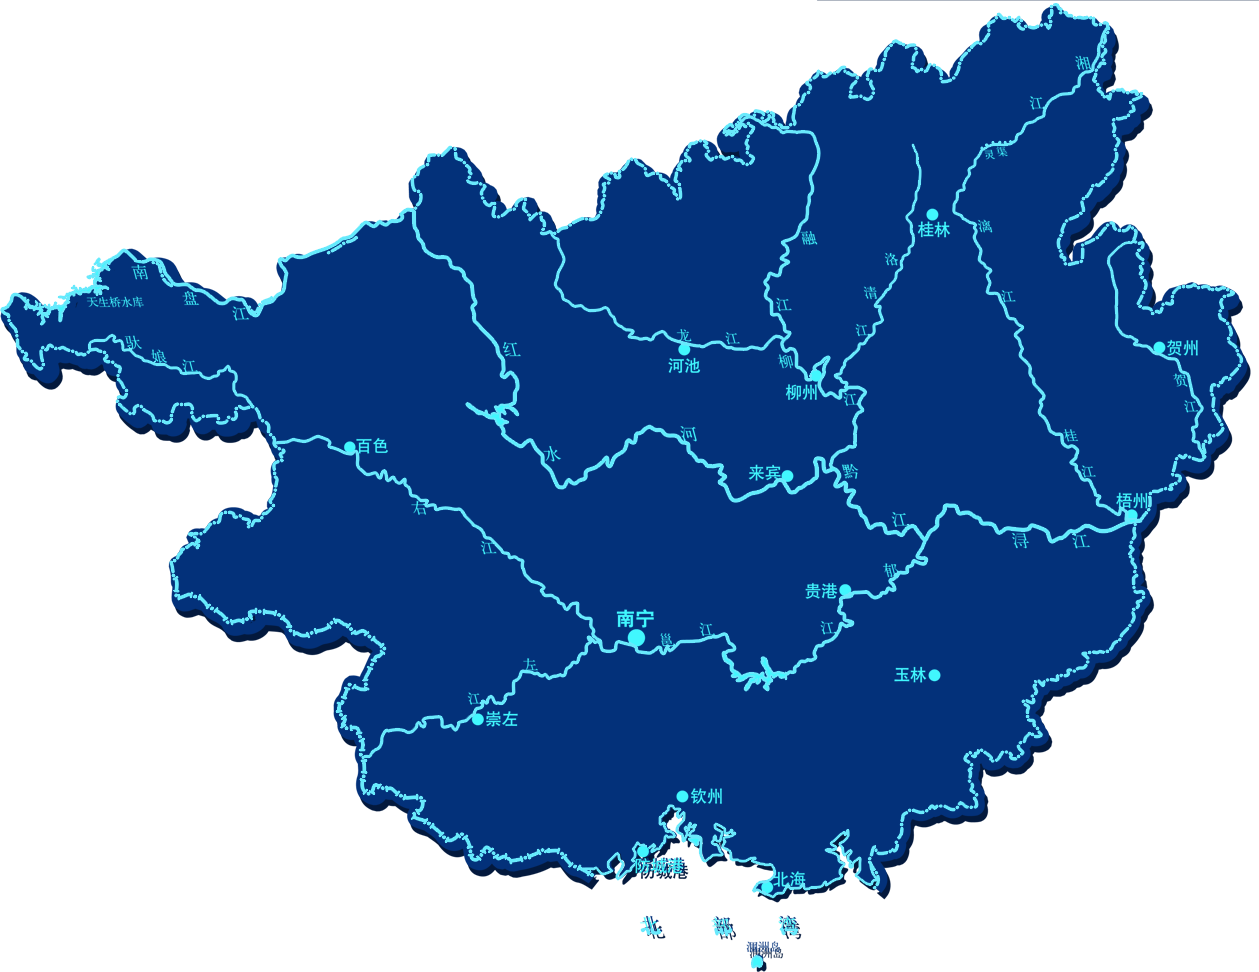 湘
江
灵渠
桂林
漓
融
洛
南
盘
江
天生桥水库
清
江
江
江
驮
娘
江
龙
江
河池
红
柳
柳州
江
贺州
贺
江
百色
水
河
来宾
黔
桂
江
梧州
右
江
江
浔
江
郁
贵港
江
南宁
邕
江
左
江
崇左
玉林
钦州
防城港
北海
北部湾
涠洲岛